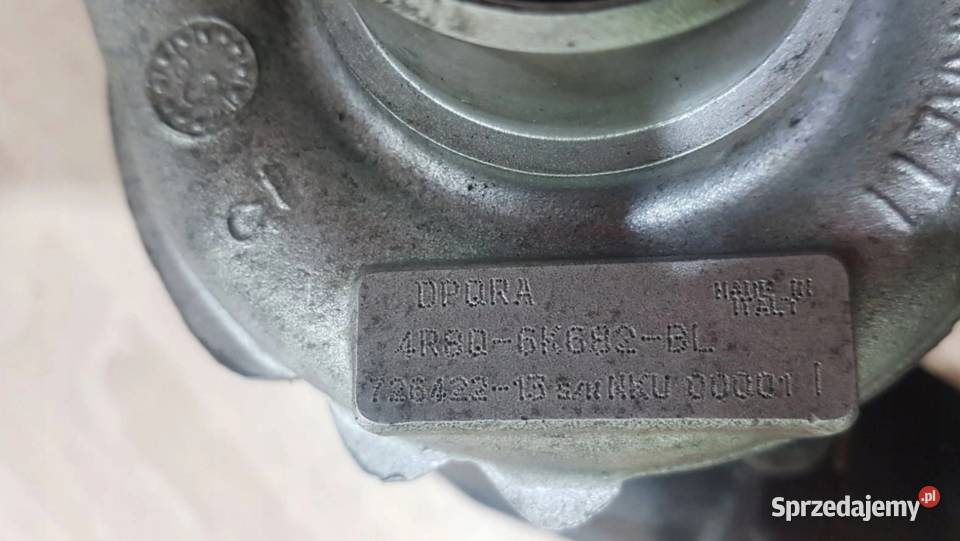 DPQRA
MADE IN
ITALY
4R8Q-6K682-BL
726422-15 S/N NKU 00001 |
Sprzedajemy.pl